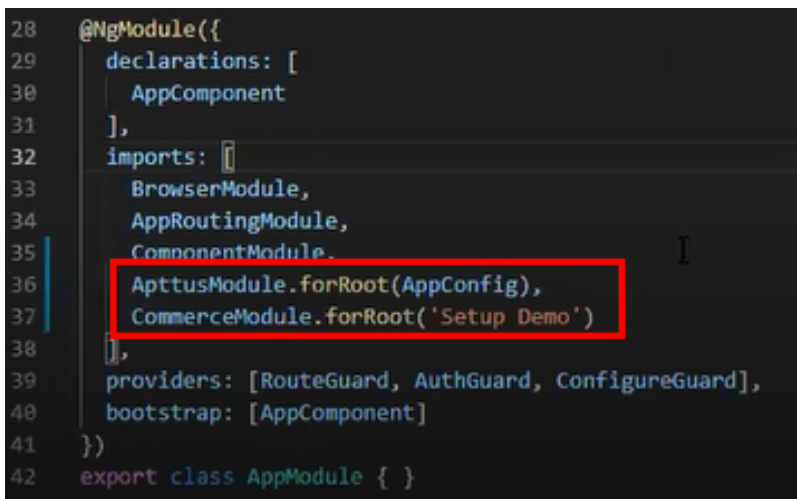 28 @NgModule({
29 declarations: [
30 AppComponent
31 ],
32 imports: [
33 BrowserModule,
34 AppRoutingModule,
35 ComponentModule,
36 ApttusModule.forRoot(AppConfig),
37 CommerceModule.forRoot('Setup Demo')
38 ],
39 providers: [RouteGuard, AuthGuard, ConfigureGuard],
40 bootstrap: [AppComponent]
41 })
42 export class AppModule { }